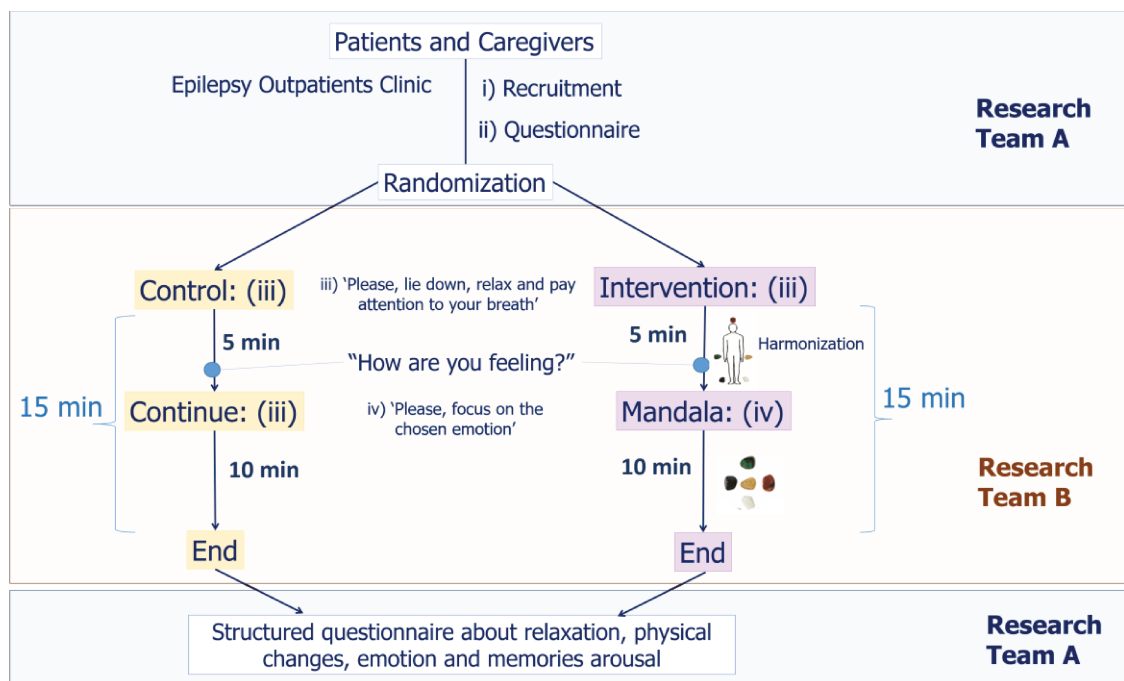 Patients and Caregivers
Epilepsy Outpatients Clinic
i) Recruitment
ii) Questionnaire
Research
Team A
Randomization
Control: (iii)
iii) ‘Please, lie down, relax and pay
attention to your breath’
Intervention: (iii)
5 min
5 min
Harmonization
“How are you feeling?”
15 min
Continue: (iii)
iv) ‘Please, focus on the
chosen emotion’
Mandala: (iv)
15 min
10 min
10 min
Research
Team B
End
End
Structured questionnaire about relaxation, physical
changes, emotion and memories arousal
Research
Team A